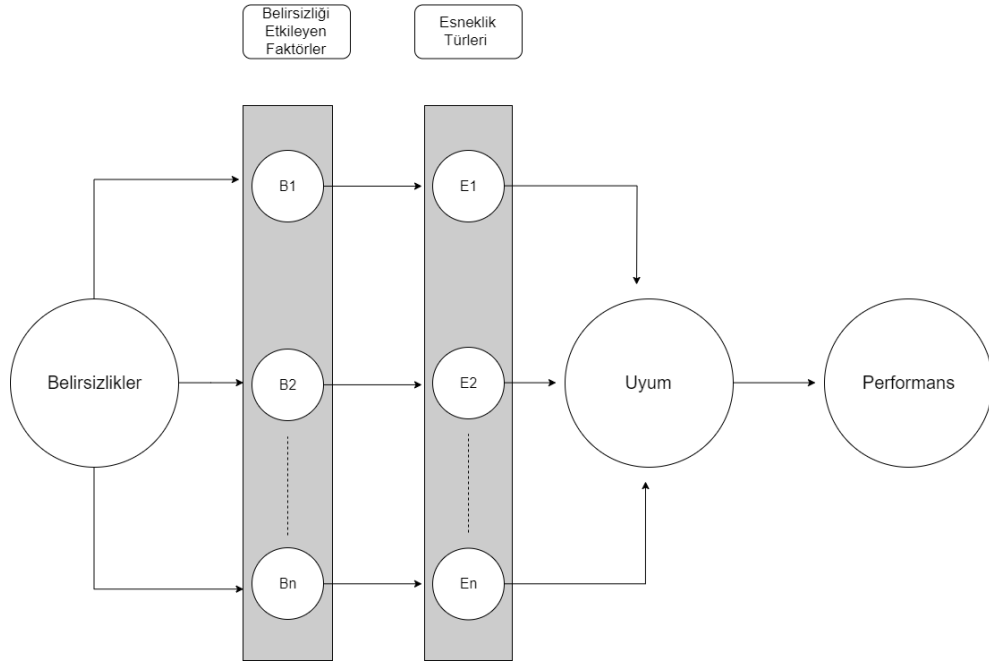 Belirsizliği
Etkileyen
Faktörler
Esneklik
Türleri
B1
E1
Belirsizlikler
B2
E2
Uyum
Performans
Bn
En